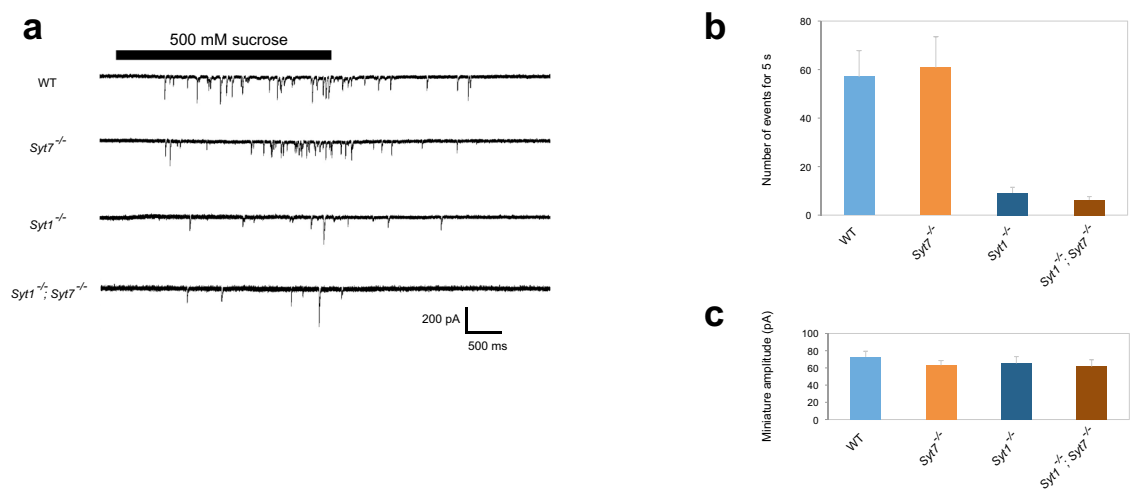 a
500 mM sucrose
WT
Syt7-/-
Syt1-/-
Syt1-/-; Syt7-/-
200 pA
500 ms
b
Number of events for 5 s
80
60
40
20
0
WT
Syt7-/-
Syt1-/-
Syt1-/-; Syt7-/-
c
Miniature amplitude (pA)
100
80
60
40
20
0
WT
Syt7-/-
Syt1-/-
Syt1-/-; Syt7-/-